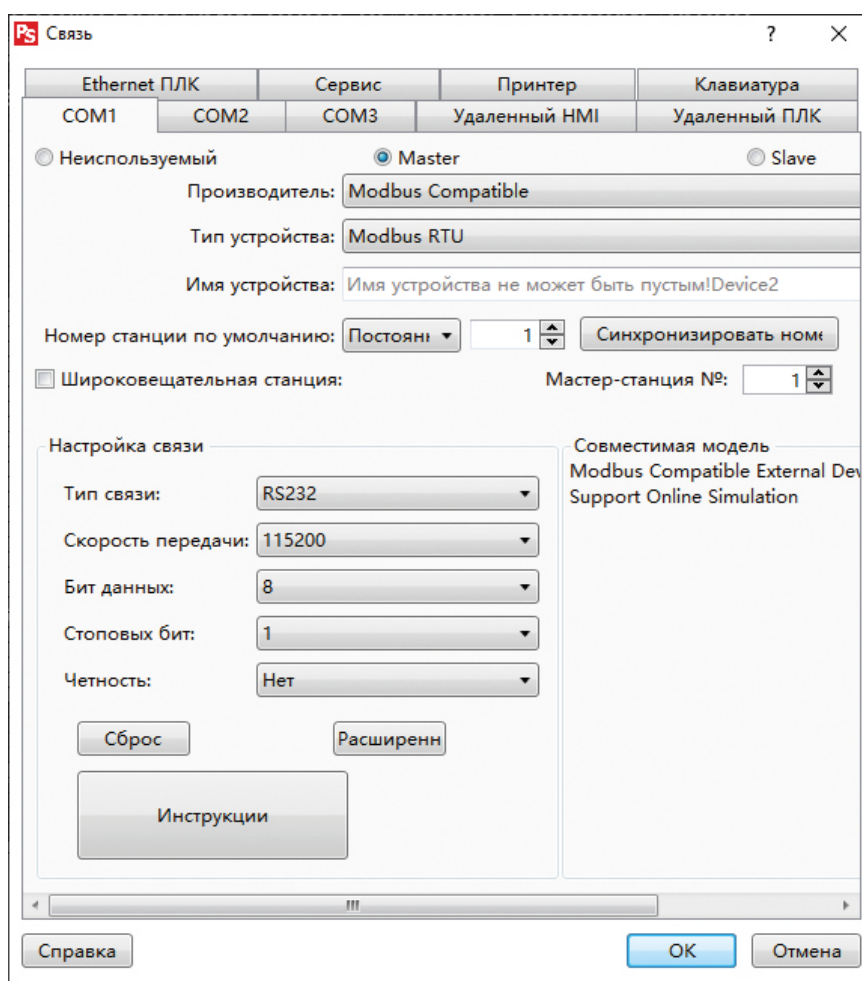 PS Связь ? X
Ethernet ПЛК Сервис Принтер Клавиатура
COM1 COM2 COM3 Удаленный HMI Удаленный ПЛК
Неиспользуемый Master Slave
Производитель: Modbus Compatible
Тип устройства: Modbus RTU
Имя устройства: Имя устройства не может быть пустым!Device2
Номер станции по умолчанию: Постоянн 1 Синхронизировать номе
Широковещательная станция: Мастер-станция №: 1
Настройка связи
Тип связи: RS232
Скорость передачи: 115200
Бит данных: 8
Стоповых бит: 1
Четность: Нет
Сброс Расширенн
Инструкции
Совместимая модель
Modbus Compatible External Dev
Support Online Simulation
Справка OK Отмена